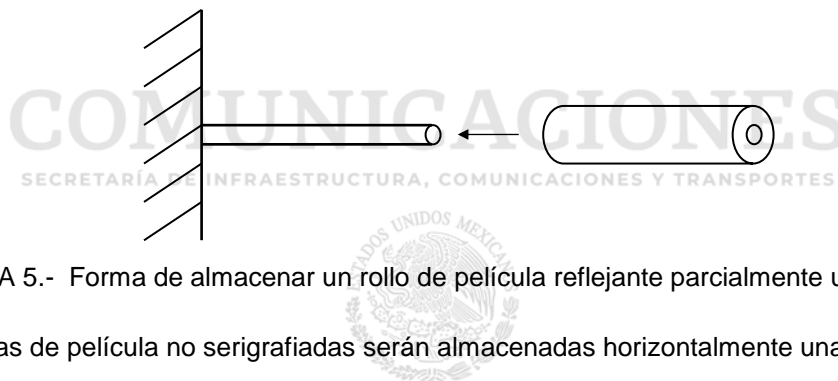 COMUNICACIONES
SECRETARÍA DE INFRAESTRUCTURA, COMUNICACIONES Y TRANSPORTES
UNIDOS
A 5.- Forma de almacenar un rollo de película reflejante parcialmente u
as de película no serigrafiadas serán almacenadas horizontalmente una